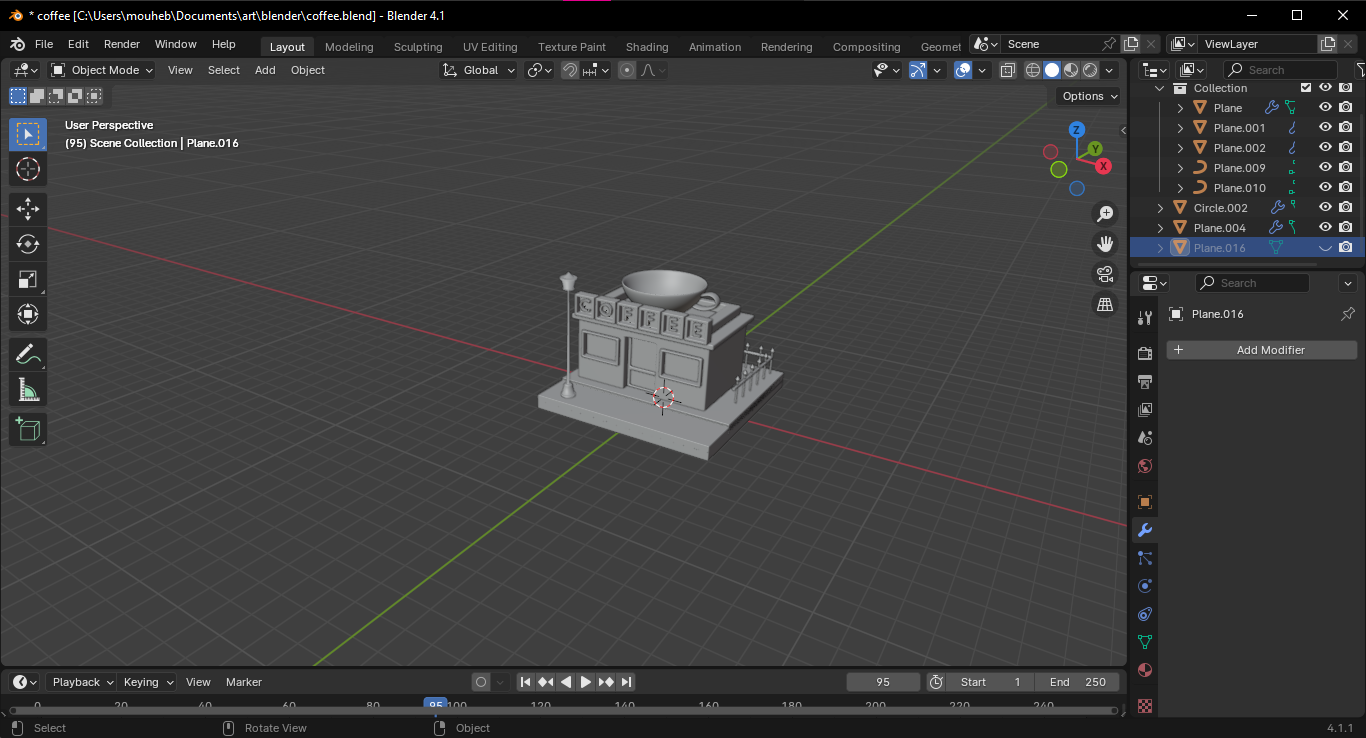 * coffee [C:\Users\mouheb\Documents\art\blender\coffee.blend] - Blender 4.1
File Edit Render Window Help
Layout Modeling Sculpting UV Editing Texture Paint Shading Animation Rendering Compositing Geomet
Scene
ViewLayer
Object Mode View Select Add Object
Global
Search
Options
User Perspective
(95) Scene Collection | Plane.016
Z
Y
X
COFFEE
Collection
Plane
Plane.001
Plane.002
Plane.009
Plane.010
Circle.002
Plane.004
Plane.016
Search
Plane.016
+ Add Modifier
Playback Keying View Marker
95
Start 1
End 250
0 20 40 60 80 95 100 120 140 160 180 200 220 240
Select
Rotate View
Object
4.1.1